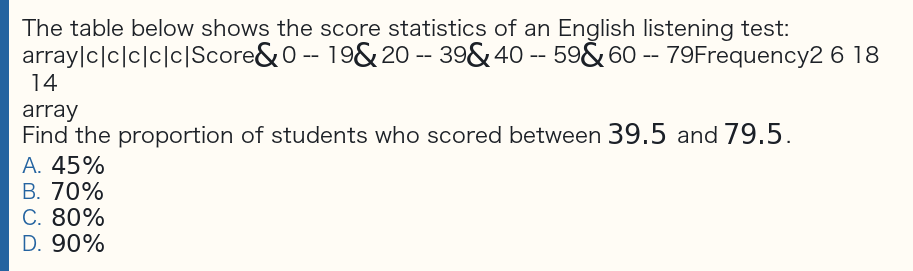 The table below shows the score statistics of an English listening test:
array|c|c|c|c|c|Score& 0 -- 19& 20 -- 39& 40 -- 59& 60 -- 79Frequency2 6 18
14
array
Find the proportion of students who scored between 39.5 and 79.5.
A. 45%
B. 70%
C. 80%
D. 90%